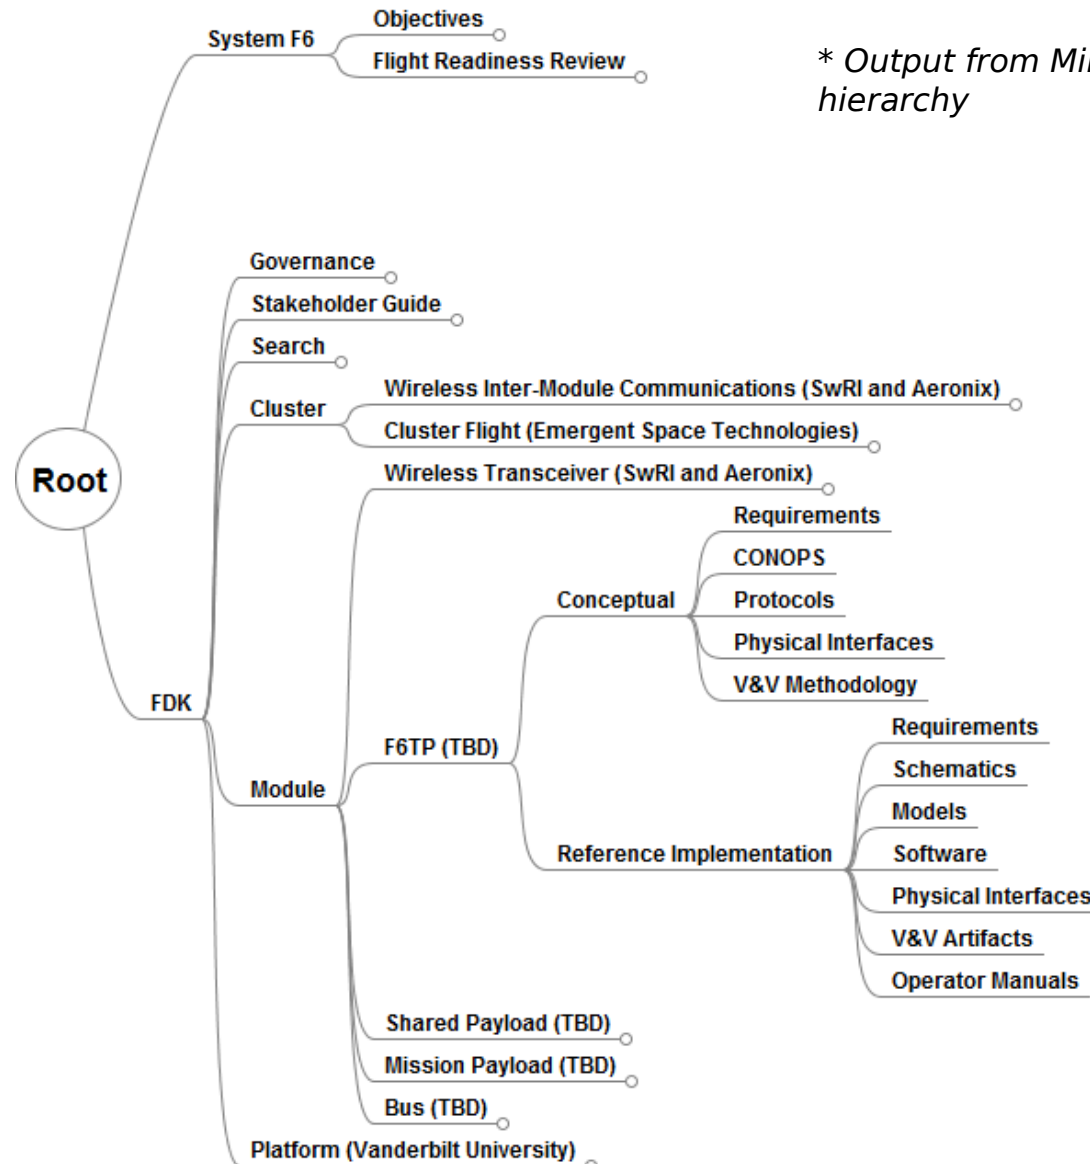 Objectives
System F6
Flight Readiness Review
* Output from
hierarchy
Governance
Stakeholder Guide
Search
Wireless Inter-Module Communications (SwRI and Aeronix)
Cluster
Cluster Flight (Emergent Space Technologies)
Wireless Transceiver (SwRI and Aeronix)
Root
Requirements
CONOPS
Conceptual
Protocols
Physical Interfaces
V&V Methodology
FDK
Requirements
F6TP (TBD)
Schematics
Module
Models
Reference Implementation
Software
Physical Interfaces
V&V Artifacts
Operator Manuals
Shared Payload (TBD)
Mission Payload (TBD)
Bus (TBD)
Platform (Vanderbilt University)